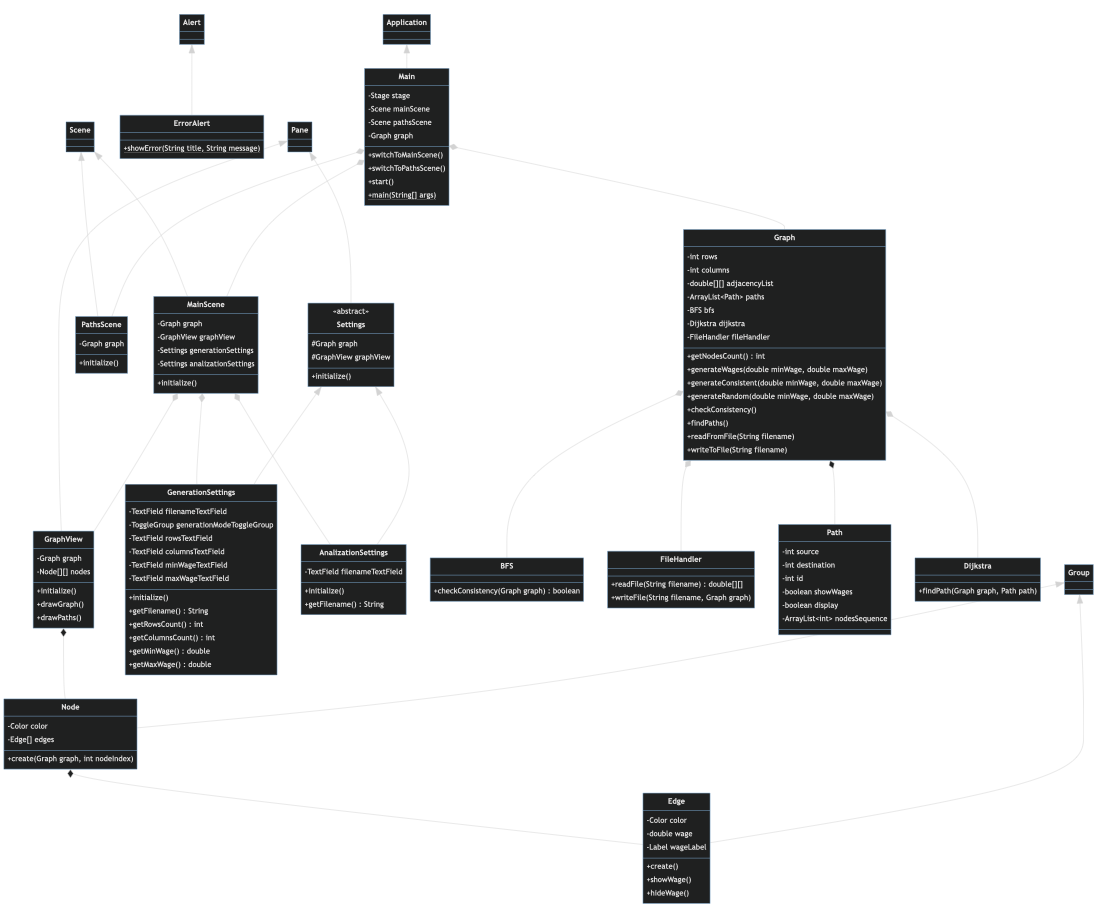 Alert
Application
Main
-Stage stage
-Scene mainScene
-Scene pathsScene
-Graph graph
+switchToMainScene()
+switchToPathsScene()
+start()
+main(String[] args)
ErrorAlert
+showError(String title, String message)
Scene
Pane
Graph
-int rows
-int columns
-double[][] adjacencyList
-ArrayList<Path> paths
-BFS bfs
-Dijkstra dijkstra
-FileHandler fileHandler
+getNodesCount() : int
+generateWages(double minWage, double maxWage)
+generateConsistent(double minWage, double maxWage)
+generateRandom(double minWage, double maxWage)
+checkConsistency()
+findPaths()
+readFromFile(String filename)
+writeToFile(String filename)
PathsScene
-Graph graph
+initialize()
MainScene
-Graph graph
-GraphView graphView
-Settings generationSettings
-Settings analizationSettings
+initialize()
«abstract»
Settings
#Graph graph
#GraphView graphView
+initialize()
GraphView
-Graph graph
-Node[][] nodes
+initialize()
+drawGraph()
+drawPaths()
GenerationSettings
-TextField filenameTextField
-ToggleGroup generationModeToggleGroup
-TextField rowsTextField
-TextField columnsTextField
-TextField minWageTextField
-TextField maxWageTextField
+initialize()
+getFilename() : String
+getRowsCount() : int
+getColumnsCount() : int
+getMinWage() : double
+getMaxWage() : double
AnalizationSettings
-TextField filenameTextField
+initialize()
+getFilename() : String
BFS
+checkConsistency(Graph graph) : boolean
FileHandler
+readFile(String filename) : double[][]
+writeFile(String filename, Graph graph)
Path
-int source
-int destination
-int id
-boolean showWages
-boolean display
-ArrayList<int> nodesSequence
Dijkstra
+findPath(Graph graph, Path path)
Group
Node
-Color color
-Edge[] edges
+create(Graph graph, int nodeIndex)
Edge
-Color color
-double wage
-Label wageLabel
+create()
+showWage()
+hideWage()